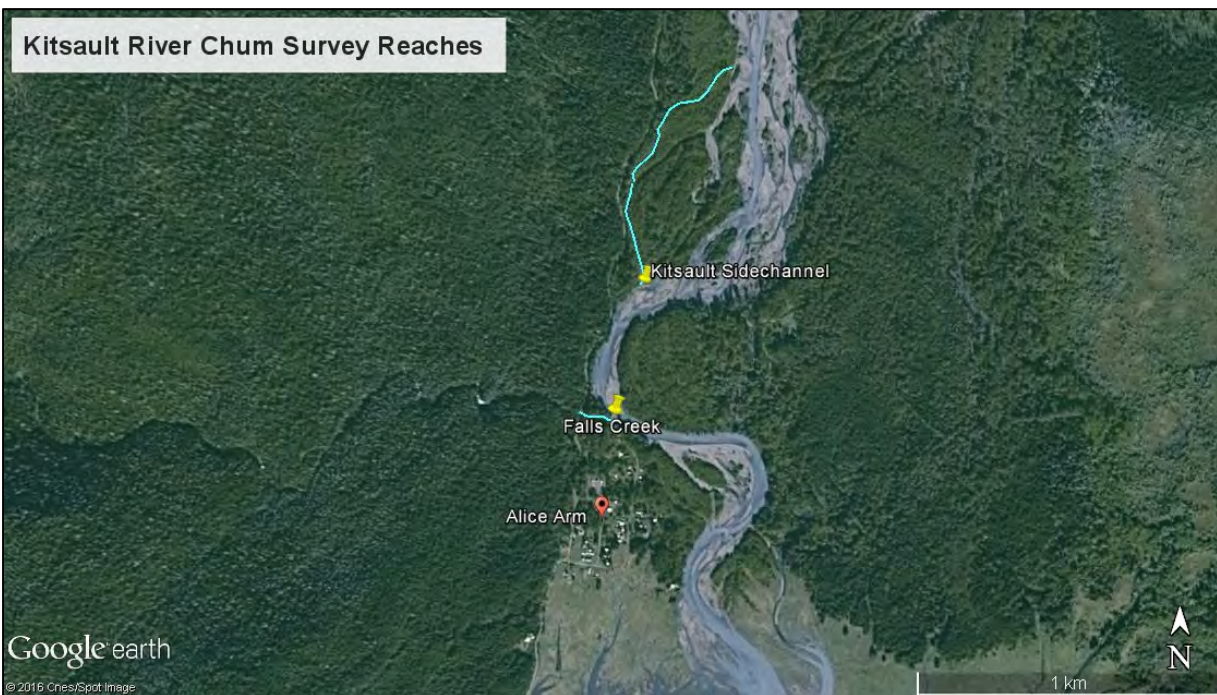 Kitsault River Chum Survey Reaches
Kitsault Sidechannel
Falls Creek
Alice Arm
Google earth
© 2016 Cnes/Spot Image
1 km
N